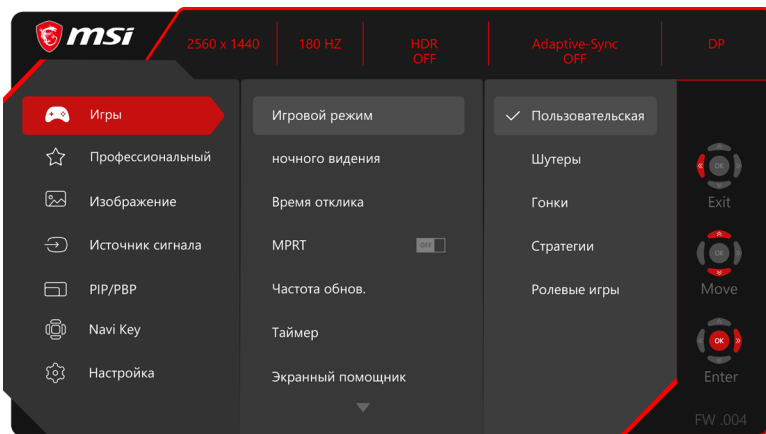 msi
2560 x 1440
180 HZ
HDR
OFF
Adaptive-Sync
OFF
DP
Игры
Профессиональный
Изображение
Источник сигнала
PIP/PBP
Navi Key
Настройка
Игровой режим
ночного видения
Время отклика
MPRT
OFF
Частота обнов.
Таймер
Экранный помощник
Пользовательская
Шутеры
Гонки
Стратегии
Ролевые игры
OK
Exit
OK
Move
OK
Enter
FW .004